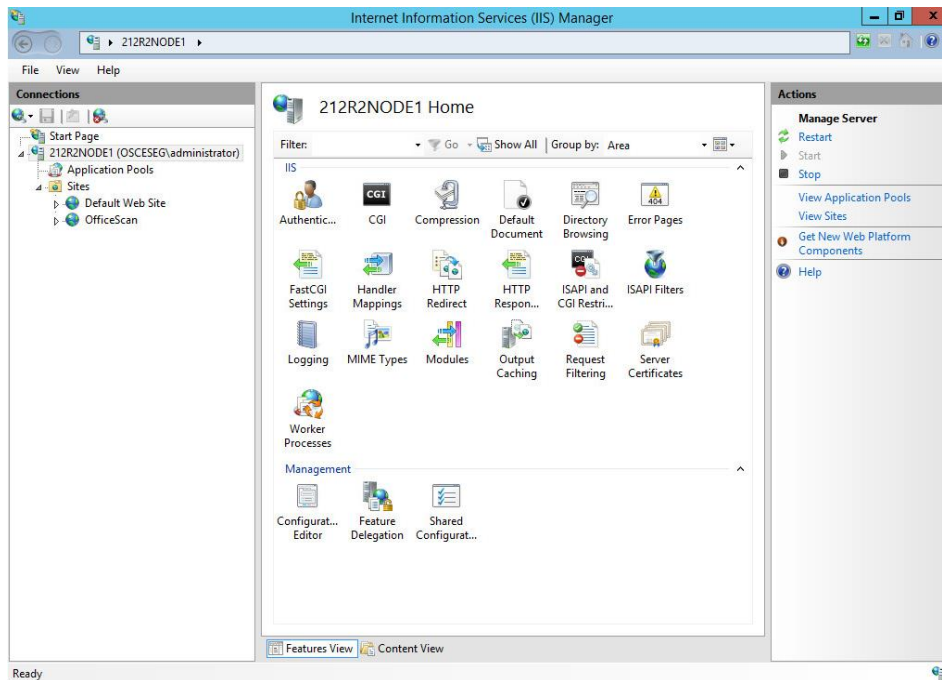 Internet Information Services (IIS) Manager
212R2NODE1
File View Help
Connections
Start Page
212R2NODE1 (OSCESEG\administrator)
Application Pools
Sites
Default Web Site
OfficeScan
212R2NODE1 Home
Filter: Go Show All Group by: Area
IIS
Authentic... CGI Compression Default Directory Error Pages
Document Browsing
FastCGI Handler HTTP HTTP ISAPI and ISAPI Filters
Settings Mappings Redirect Respon... CGI Restri...
Logging MIME Types Modules Output Request Server
Caching Filtering Certificates
Worker
Processes
Management
Configurat... Feature Shared
Editor Delegation Configurat...
Features View Content View
Actions
Manage Server
Restart
Start
Stop
View Application Pools
View Sites
Get New Web Platform
Components
Help
Ready
CGI
404